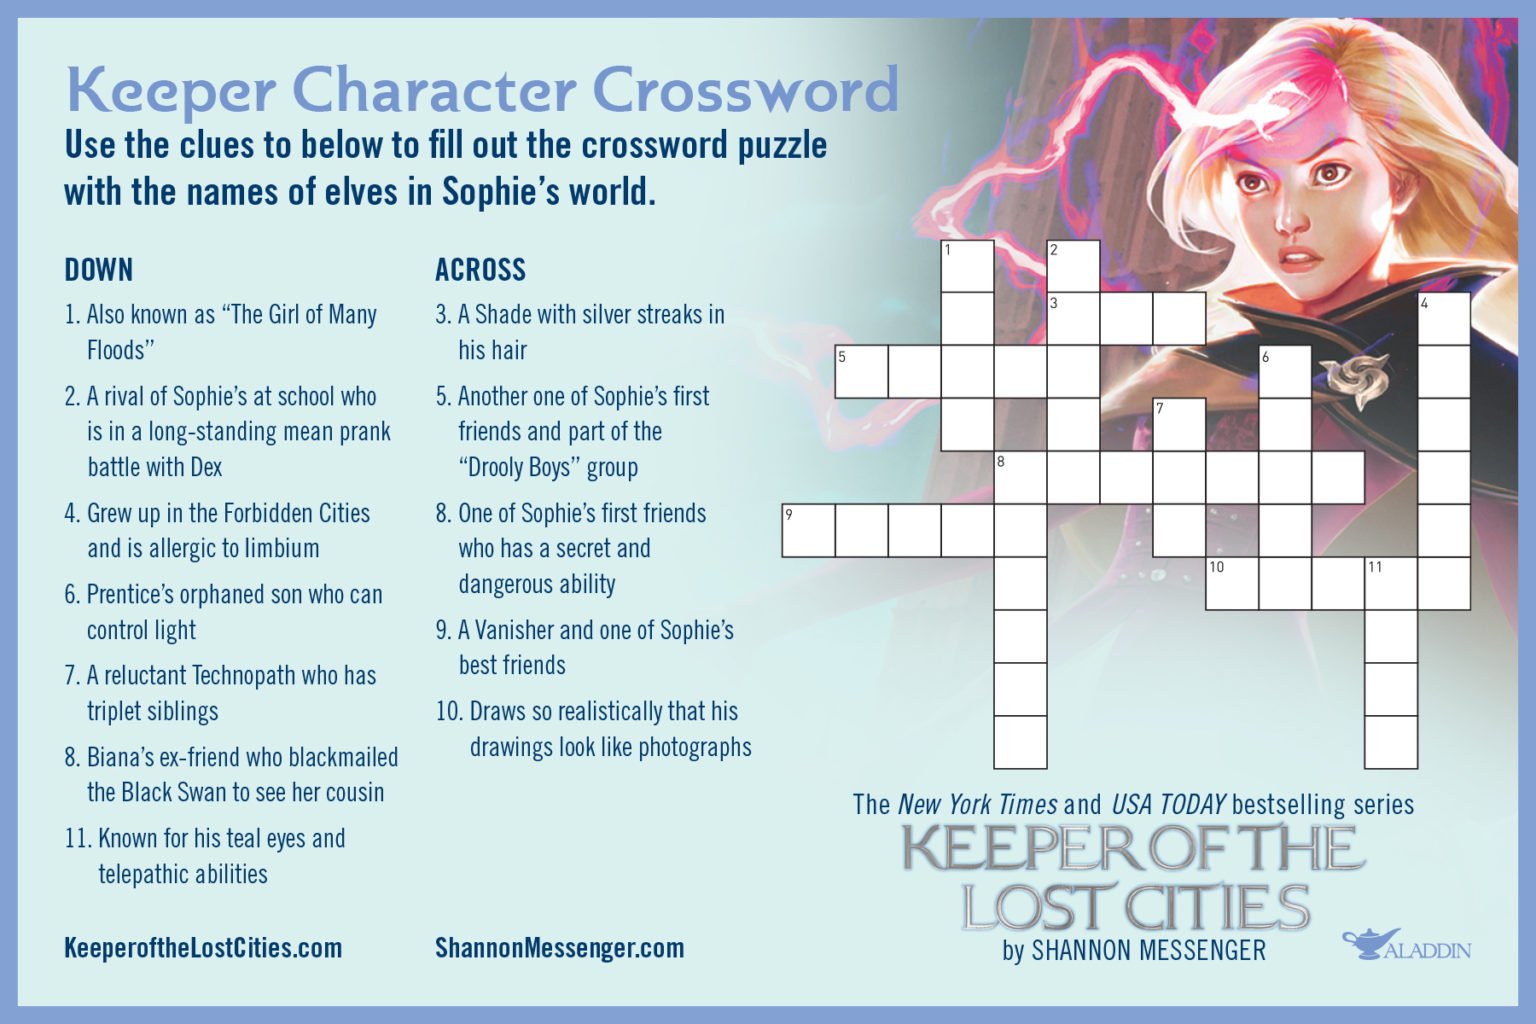 Keeper Character Crossword
Use the clues to below to fill out the crossword puzzle
with the names of elves in Sophie's world.
DOWN
1. Also known as “The Girl of Many
Floods”
2. A rival of Sophie's at school who
is in a long-standing mean prank
battle with Dex
4. Grew up in the Forbidden Cities
and is allergic to limbium
6. Prentice's orphaned son who can
control light
7. A reluctant Technopath who has
triplet siblings
8. Biana's ex-friend who blackmailed
the Black Swan to see her cousin
11. Known for his teal eyes and
telepathic abilities
ACROSS
3. A Shade with silver streaks in
his hair
5. Another one of Sophie's first
friends and part of the
“Drooly Boys” group
8. One of Sophie's first friends
who has a secret and
dangerous ability
9. A Vanisher and one of Sophie's
best friends
10. Draws so realistically that his
drawings look like photographs
1 2
3 4
5 6
7
8
9
10 11
The New York Times and USA TODAY bestselling series
KEEPER OF THE
LOST CITIES
by SHANNON MESSENGER
KeeperoftheLostCities.com
ShannonMessenger.com
ALADDIN